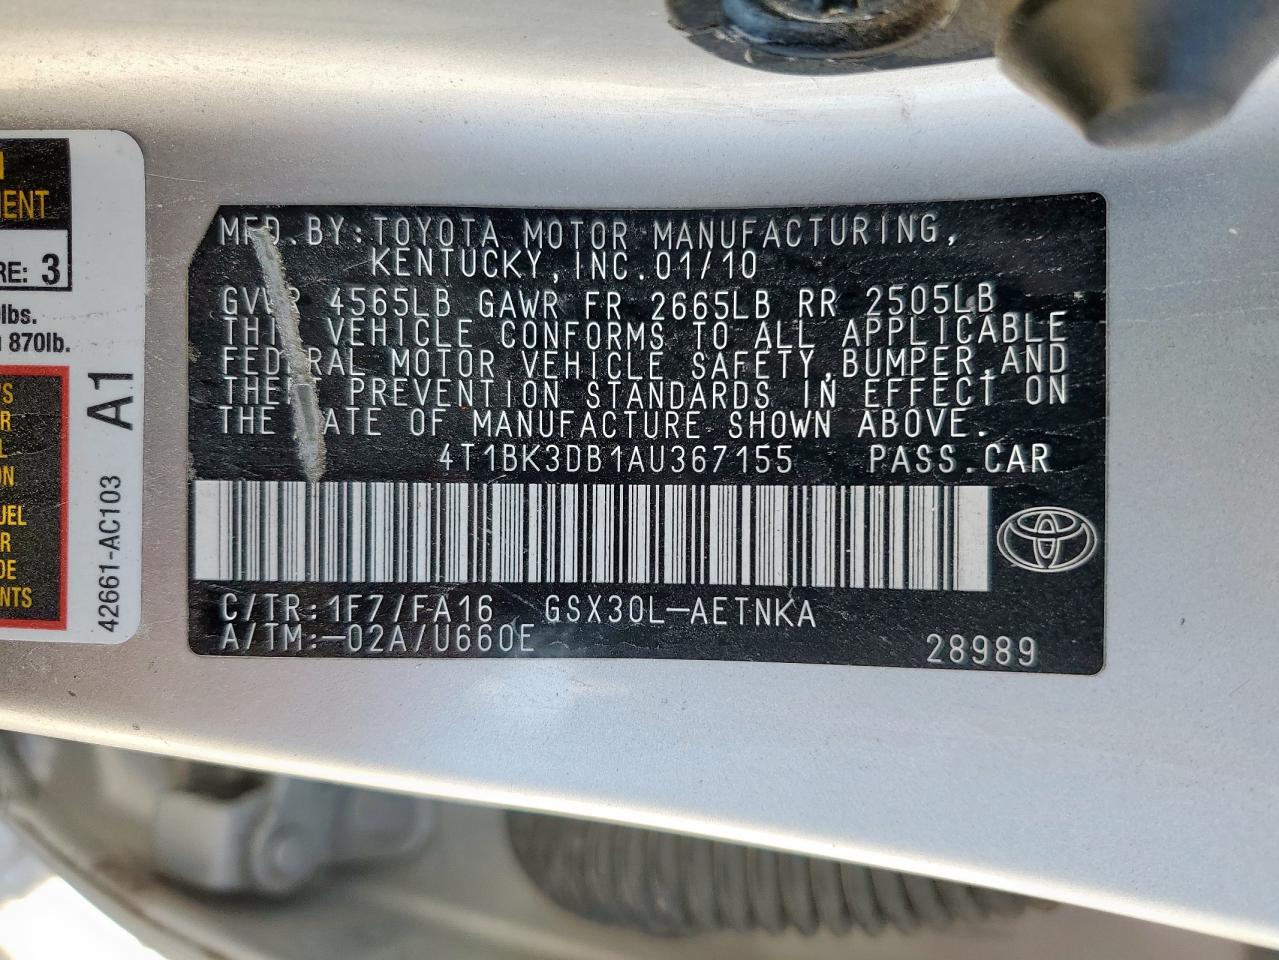 MENT
RE: 3
lbs.
870lb.
A1
42661-AC103
MFD.BY:TOYOTA MOTOR MANUFACTURING,
KENTUCKY,INC.01/10
4565LB GAWR FR 2665LB RR 2505LB
VEHICLE CONFORMS TO ALL APPLICABLE
MOTOR VEHICLE SAFETY,BUMPER,AND
PREVENTION STANDARDS IN EFFECT ON
THE ATE OF MANUFACTURE SHOWN ABOVE.
4T1BK3DB1AU367155 PASS.CAR
C/TR:1F7/FA16 GSX30L-AETNKA
A/TM:-02A/U660E
28989